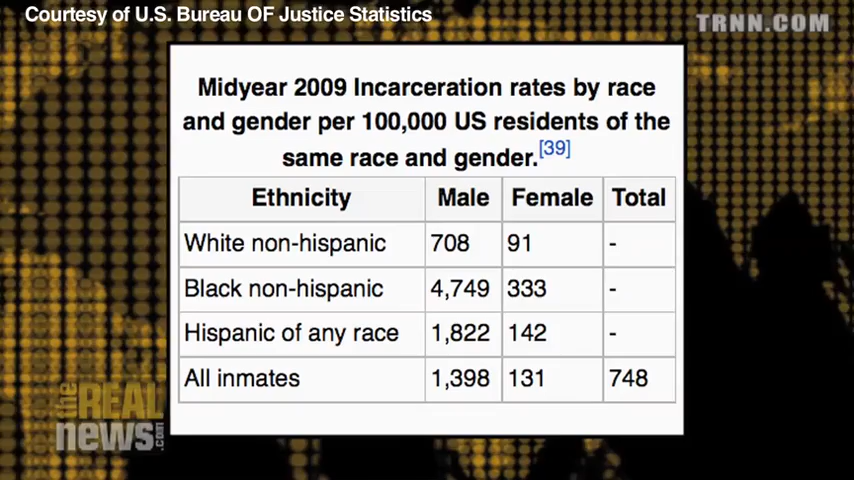 Courtesy of U.S. Bureau OF Justice Statistics
TRNN.COM
Midyear 2009 Incarceration rates by race
and gender per 100,000 US residents of the
same race and gender.[39]
Ethnicity Male Female Total
White non-hispanic 708 91 -
Black non-hispanic 4,749 333 -
Hispanic of any race 1,822 142 -
All inmates 1,398 131 748
the REAL
news.com